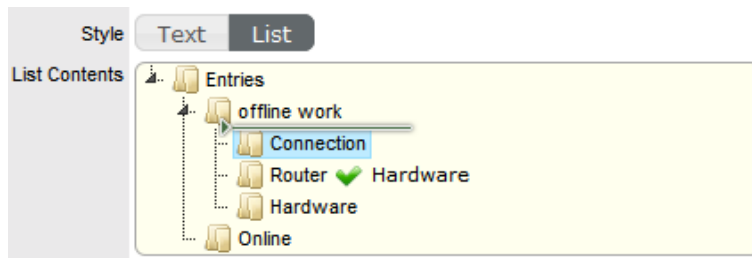 Style Text List
List Contents Entries
offline work
Connection
Router Hardware
Hardware
Online